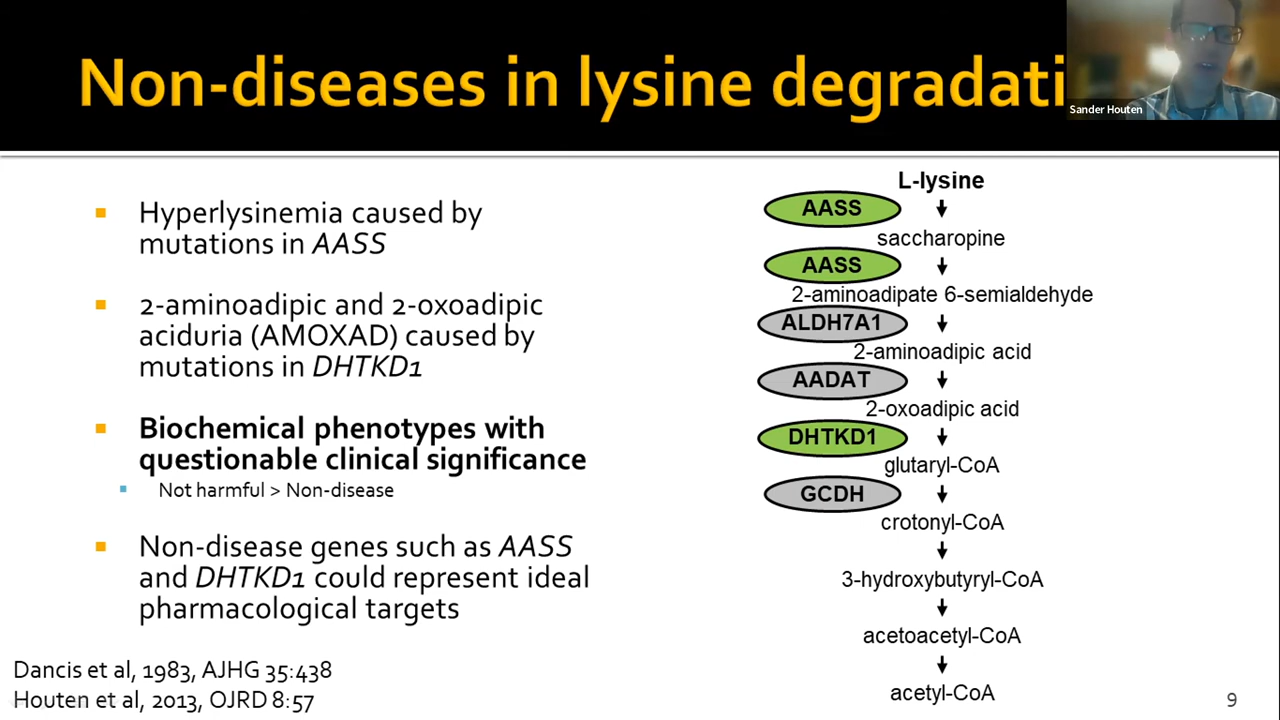 Non-diseases in lysine degradati
Sander Houten
Hyperlysinemia caused by
mutations in AASS
2-aminoadipic and 2-oxoadipic
aciduria (AMOXAD) caused by
mutations in DHTKD1
Biochemical phenotypes with
questionable clinical significance
Not harmful > Non-disease
Non-disease genes such as AASS
and DHTKD1 could represent ideal
pharmacological targets
Dancis et al, 1983, AJHG 35:438
Houten et al, 2013, OJRD 8:57
L-lysine
AASS
saccharopine
AASS
2-aminoadipate 6-semialdehyde
ALDH7A1
2-aminoadipic acid
AADAT
2-oxoadipic acid
DHTKD1
glutaryl-CoA
GCDH
crotonyl-CoA
3-hydroxybutyryl-CoA
acetoacetyl-CoA
acetyl-CoA
9